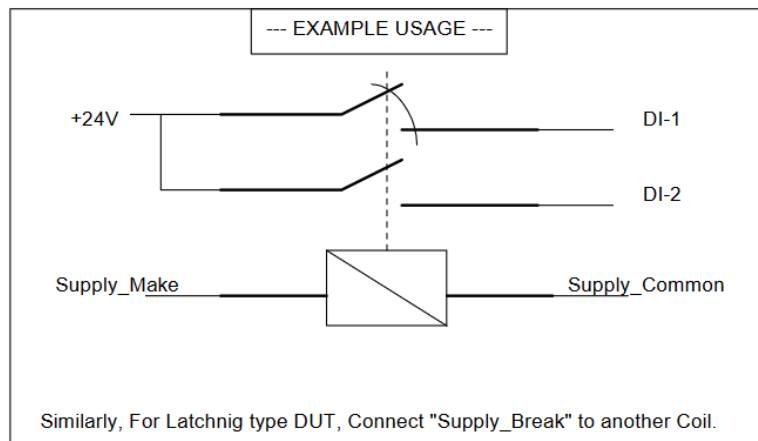 --- EXAMPLE USAGE ---
+24V
DI-1
DI-2
Supply_Make
Supply_Common
Similarly, For Latchnig type DUT, Connect "Supply_Break" to another Coil.